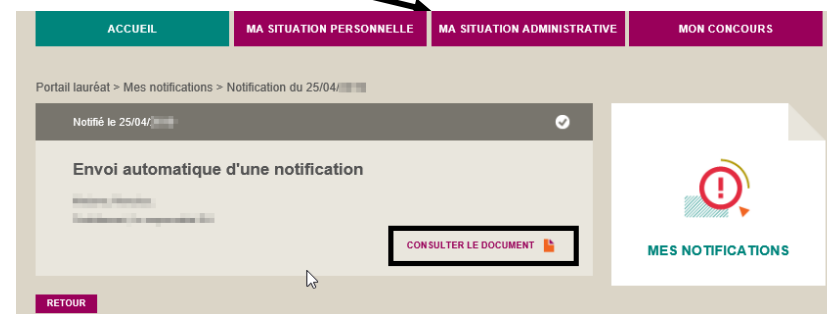 ACCUEIL
MA SITUATION PERSONNELLE
MA SITUATION ADMINISTRATIVE
MON CONCOURS
Portail lauréat > Mes notifications > Notification du 25/04/
Notifié le 25/04/
Envoi automatique d'une notification
CONSULTER LE DOCUMENT
MES NOTIFICATIONS
RETOUR